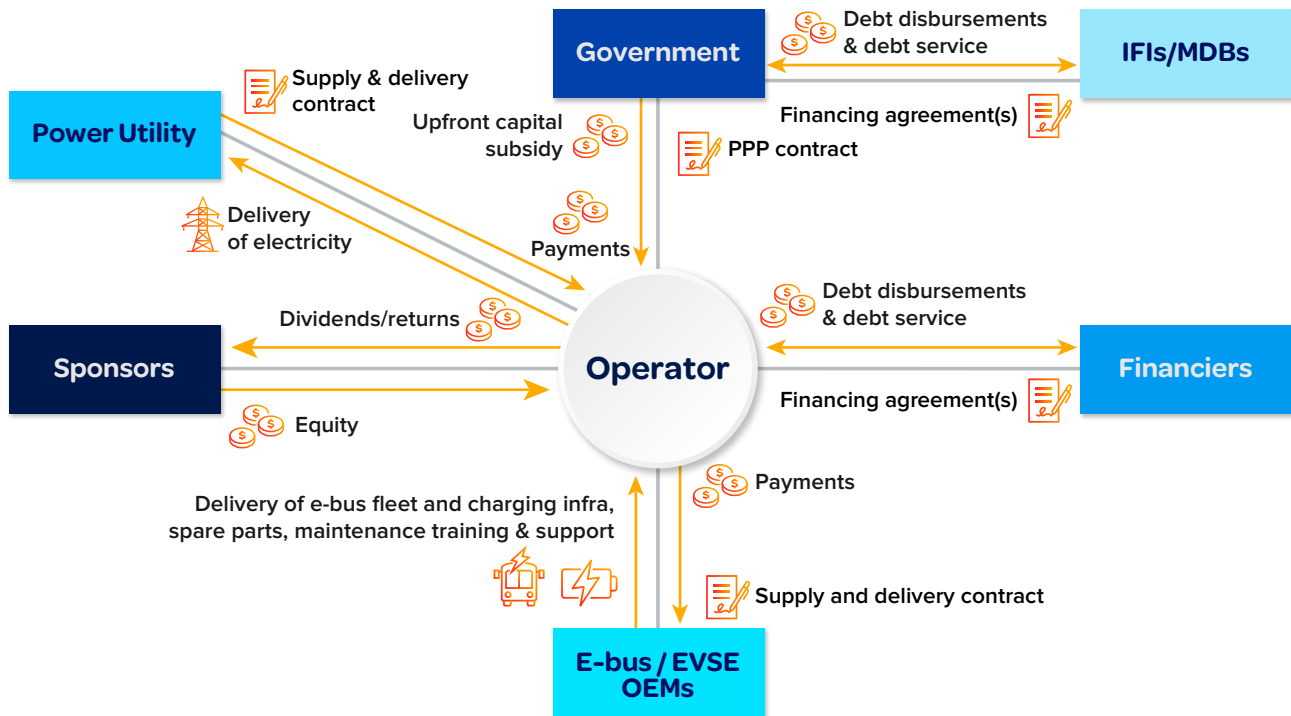 Debt disbursements
& debt service
Government
IFIs/MDBs
Supply & delivery
contract
Financing agreement(s)
Upfront capital
subsidy
Power Utility
PPP contract
Delivery
of electricity
Payments
Debt disbursements
& debt service
Dividends/returns
Sponsors
Operator
Financiers
Financing agreement(s)
Equity
Payments
Delivery of e-bus fleet and charging infra,
spare parts, maintenance training & support
Supply and delivery contract
E-bus / EVSE
OEMs